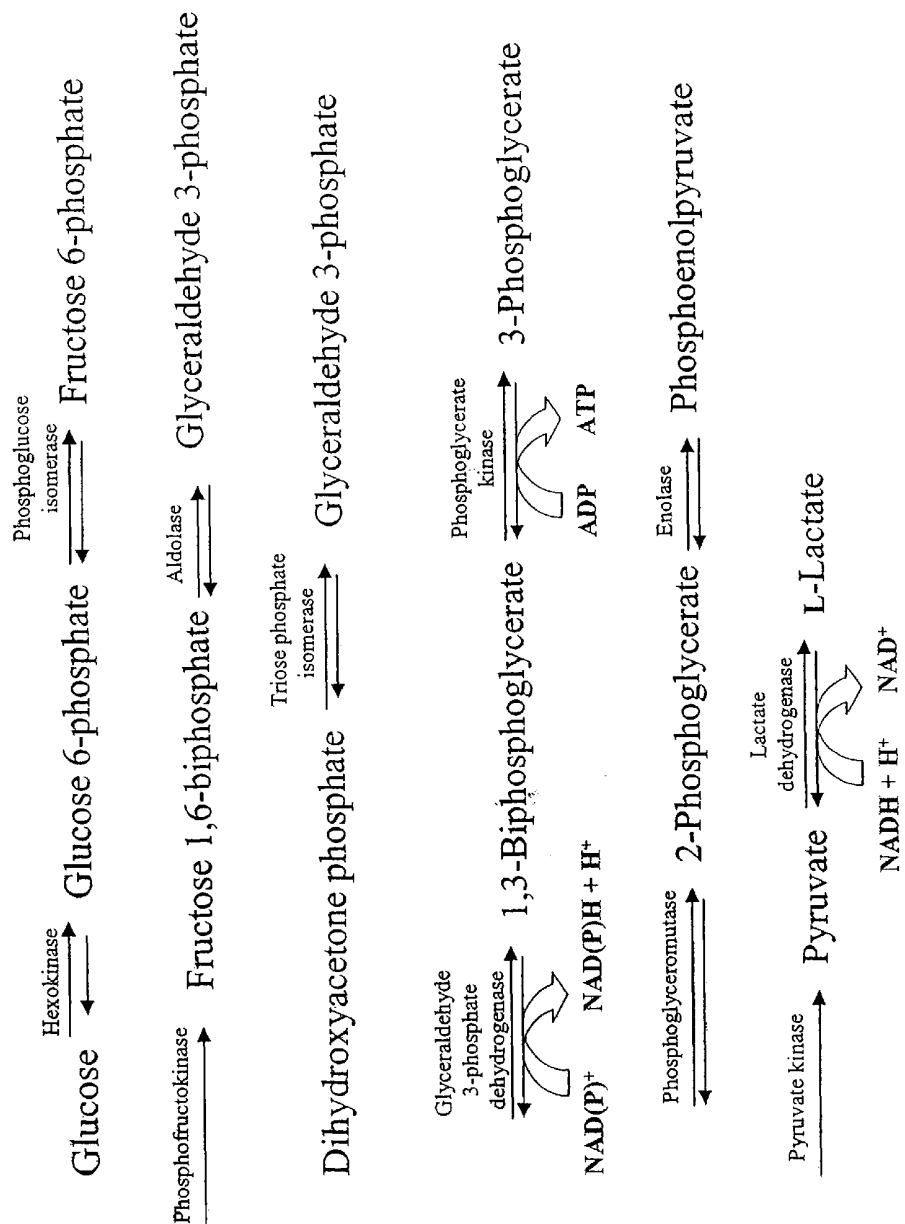 Glucose
Hexokinase
Glucose 6-phosphate
Phosphoglucose
isomerase
Fructose 6-phosphate
Phosphofructokinase
Fructose 1,6-biphosphate
Aldolase
Glyceraldehyde 3-phosphate
Dihydroxyacetone phosphate
Triose phosphate
isomerase
Glyceraldehyde 3-phosphate
Glyceraldehyde
3-phosphate
dehydrogenase
NAD(P)⁺ NAD(P)H + H⁺
1,3-Biphosphoglycerate
Phosphoglycerate
kinase
ADP ATP
3-Phosphoglycerate
Phosphoglyceromutase
2-Phosphoglycerate
Enolase
Phosphoenolpyruvate
Pyruvate kinase
Pyruvate
Lactate
dehydrogenase
NADH + H⁺ NAD⁺
L-Lactate